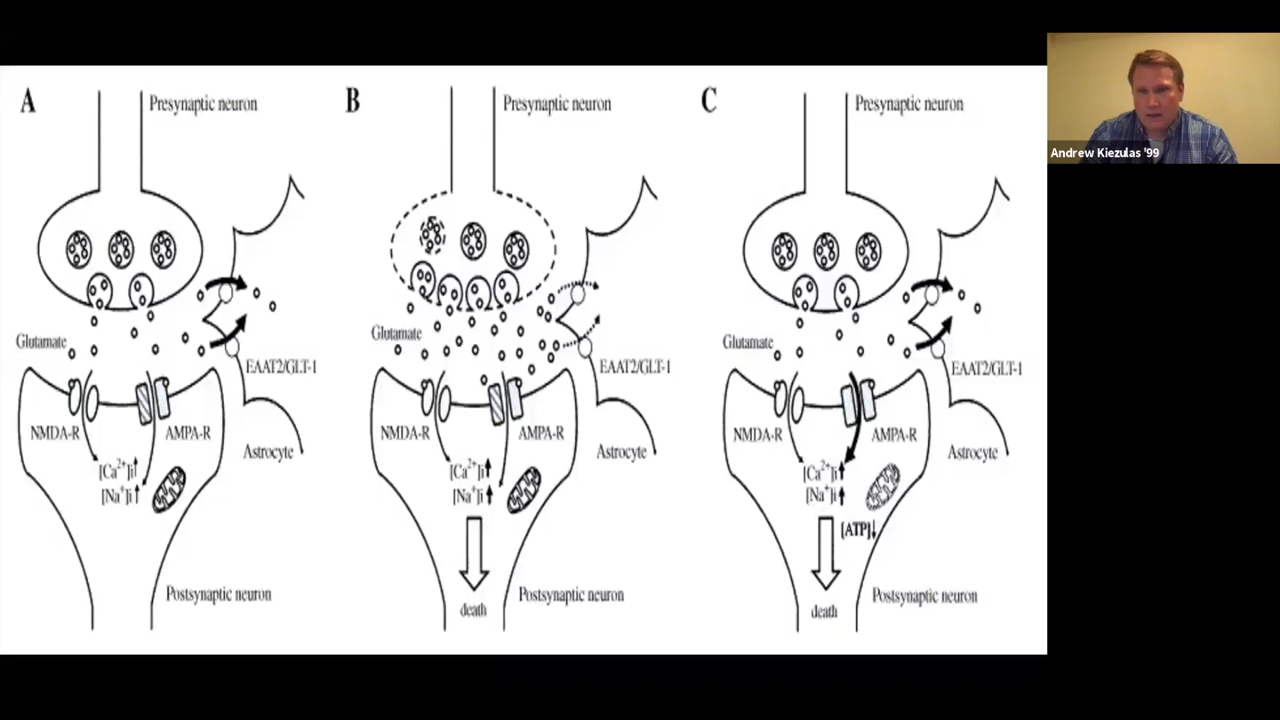 A
Presynaptic neuron
Glutamate
EAAT2/GLT-1
NMDA-R
AMPA-R
Astrocyte
[Ca2+]i↑
[Na+]i↑
Postsynaptic neuron
B
Presynaptic neuron
Glutamate
EAAT2/GLT-1
NMDA-R
AMPA-R
Astrocyte
[Ca2+]i↑
[Na+]i↑
Postsynaptic neuron
death
C
Presynaptic neuron
Glutamate
EAAT2/GLT-1
NMDA-R
AMPA-R
Astrocyte
[Ca2+]i↑
[Na+]i↑
[ATP]↓
Postsynaptic neuron
death
Andrew Kiezulas '99